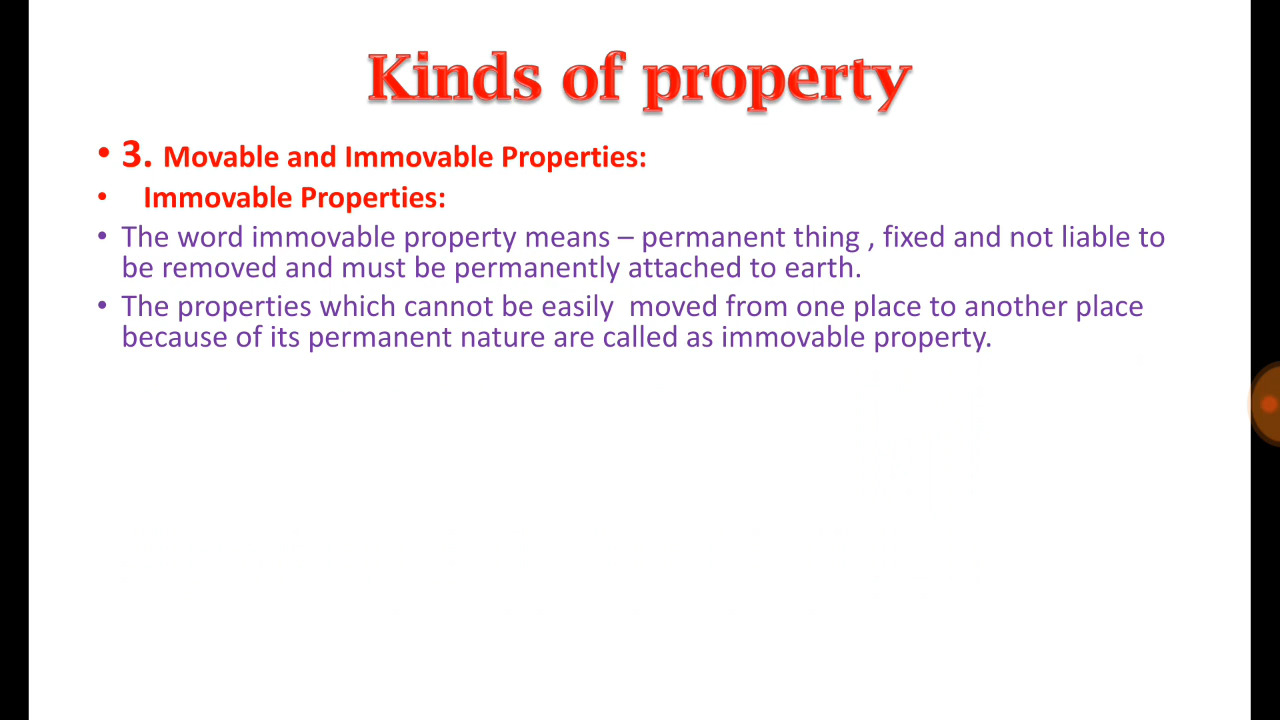 Kinds of property
• 3. Movable and Immovable Properties:
• Immovable Properties:
• The word immovable property means – permanent thing , fixed and not liable to
be removed and must be permanently attached to earth.
• The properties which cannot be easily  moved from one place to another place
because of its permanent nature are called as immovable property.